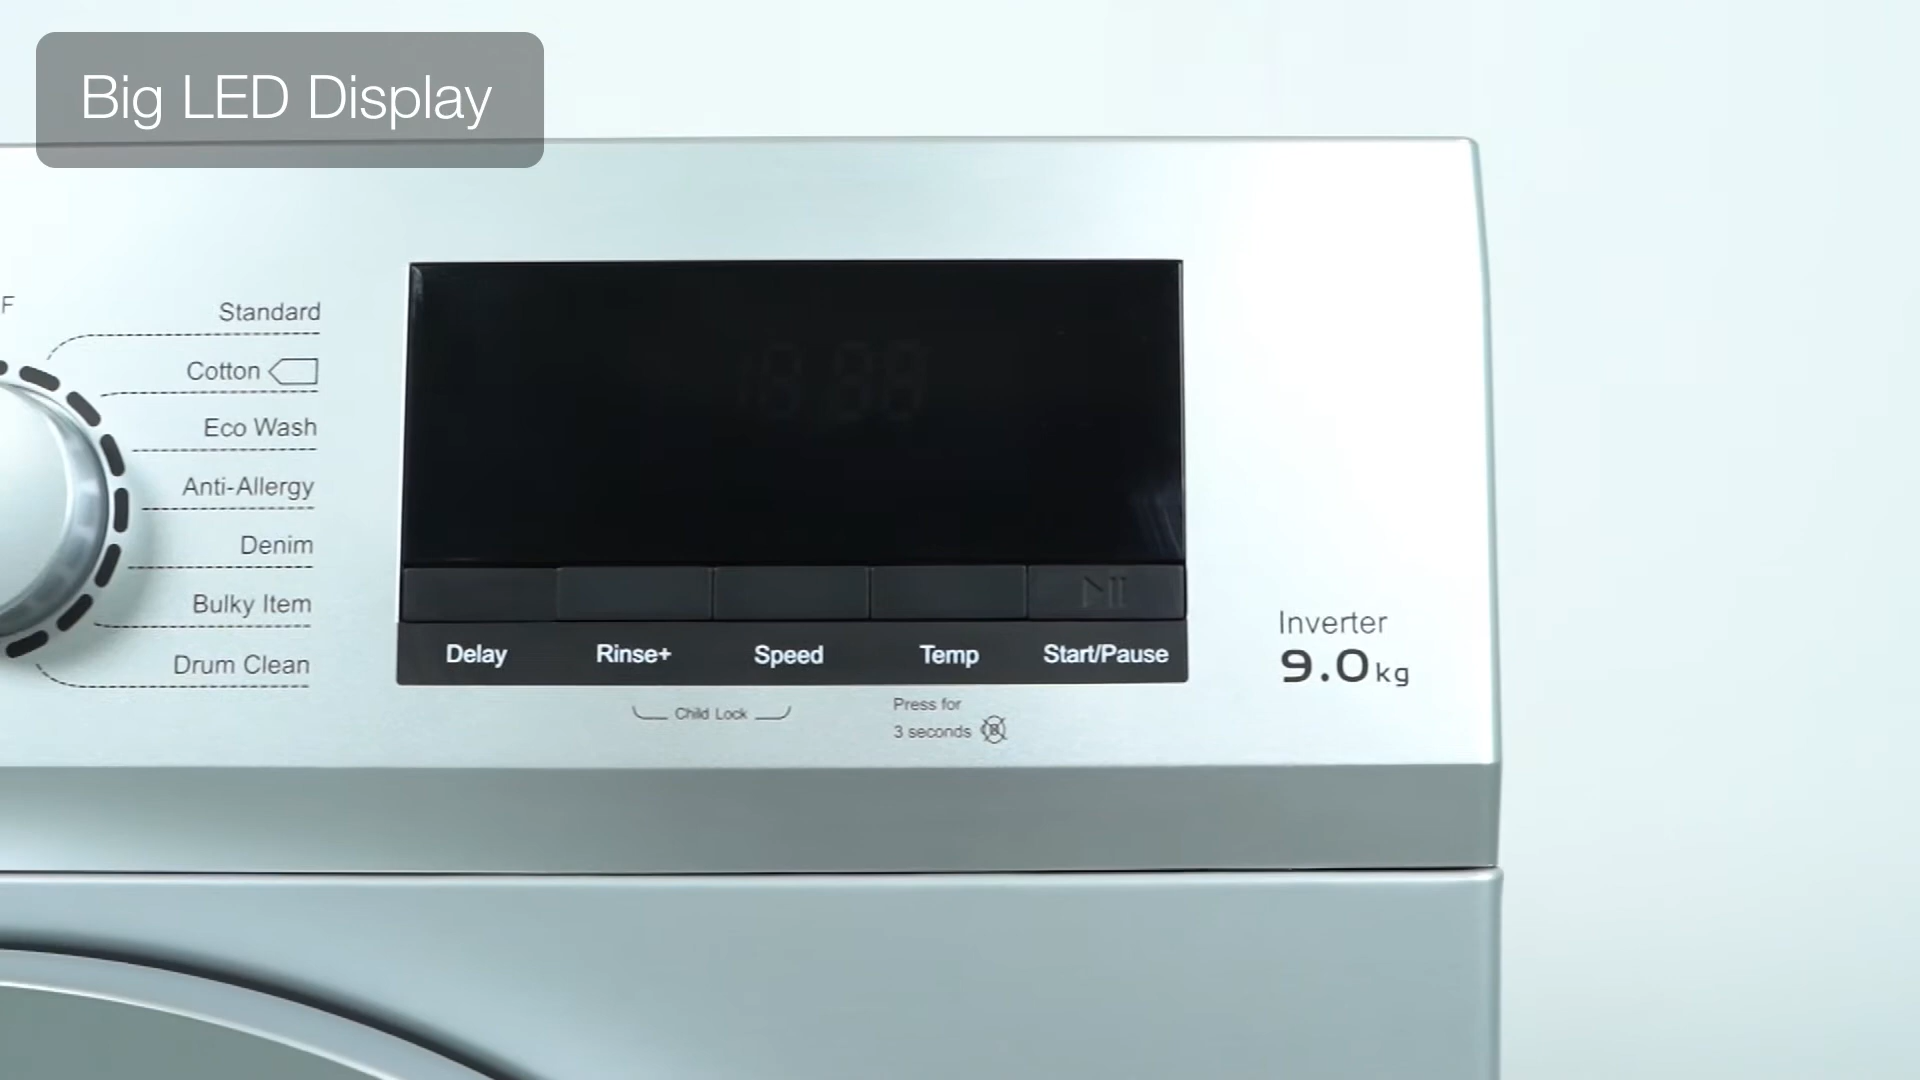 Big LED Display
F
Standard
Cotton
Eco Wash
Anti-Allergy
Denim
Bulky Item
Drum Clean
Delay Rinse+ Speed Temp Start/Pause
Child Lock
Press for
3 seconds
Inverter
9.0kg